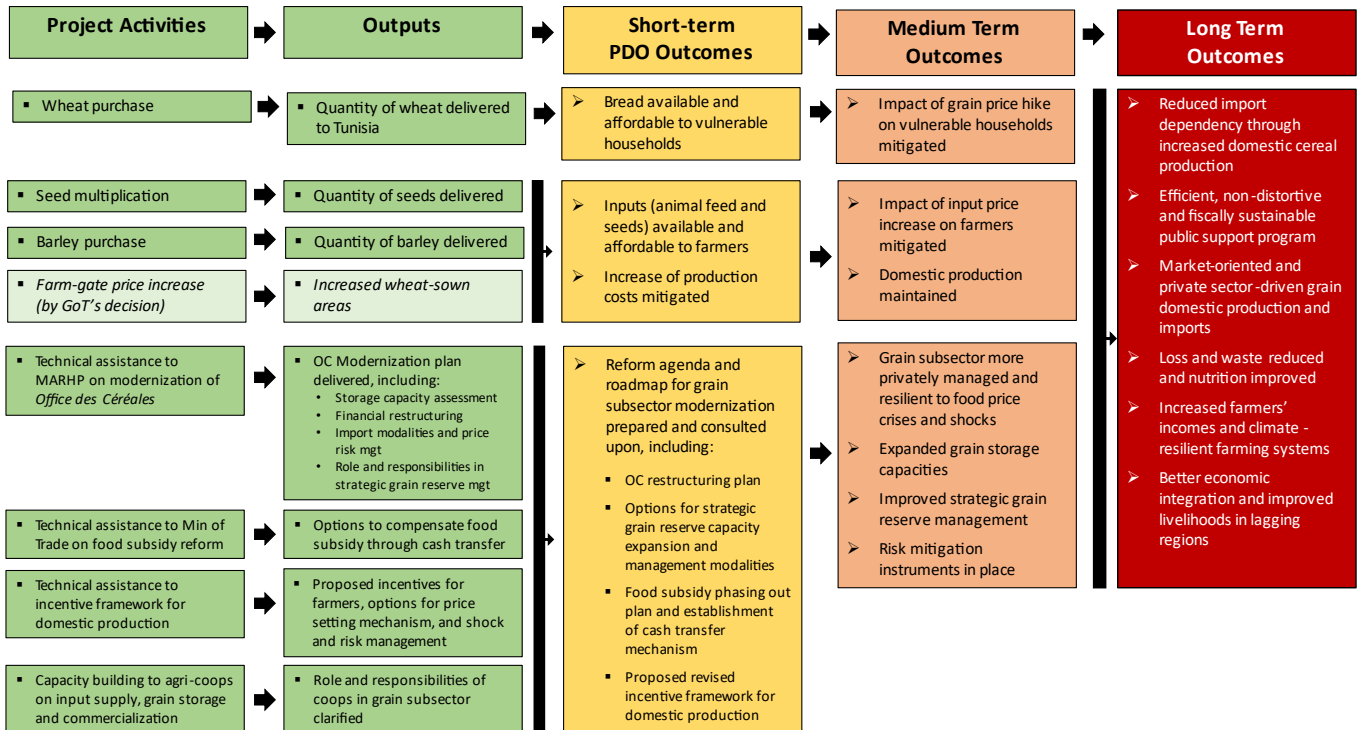 Project Activities
Outputs
Short-term
PDO Outcomes
Medium Term
Outcomes
Long Term
Outcomes
▪ Wheat purchase
▪ Quantity of wheat delivered
to Tunisia
➢ Bread available and
affordable to vulnerable
households
➢ Impact of grain price hike
on vulnerable households
mitigated
▪ Seed multiplication
▪ Quantity of seeds delivered
▪ Barley purchase
▪ Quantity of barley delivered
▪ Farm-gate price increase
(by GoT's decision)
▪ Increased wheat-sown
areas
➢ Inputs (animal feed and
seeds) available and
affordable to farmers
➢ Increase of production
costs mitigated
➢ Impact of input price
increase on farmers
mitigated
➢ Domestic production
maintained
▪ Technical assistance to
MARHP on modernization of
Office des Céréales
▪ OC Modernization plan
delivered, including:
• Storage capacity assessment
• Financial restructuring
• Import modalities and price
risk mgt
• Role and responsibilities in
strategic grain reserve mgt
▪ Technical assistance to Min of
Trade on food subsidy reform
▪ Options to compensate food
subsidy through cash transfer
▪ Technical assistance to
incentive framework for
domestic production
▪ Proposed incentives for
farmers, options for price
setting mechanism, and shock
and risk management
▪ Capacity building to agri-coops
on input supply, grain storage
and commercialization
▪ Role and responsibilities of
coops in grain subsector
clarified
➢ Reform agenda and
roadmap for grain
subsector modernization
prepared and consulted
upon, including:
▪ OC restructuring plan
▪ Options for strategic
grain reserve capacity
expansion and
management modalities
▪ Food subsidy phasing out
plan and establishment
of cash transfer
mechanism
▪ Proposed revised
incentive framework for
domestic production
➢ Grain subsector more
privately managed and
resilient to food price
crises and shocks
➢ Expanded grain storage
capacities
➢ Improved strategic grain
reserve management
➢ Risk mitigation
instruments in place
➢ Reduced import
dependency through
increased domestic cereal
production
➢ Efficient, non-distortive
and fiscally sustainable
public support program
➢ Market-oriented and
private sector-driven grain
domestic production and
imports
➢ Loss and waste reduced
and nutrition improved
➢ Increased farmers'
incomes and climate -
resilient farming systems
➢ Better economic
integration and improved
livelihoods in lagging
regions